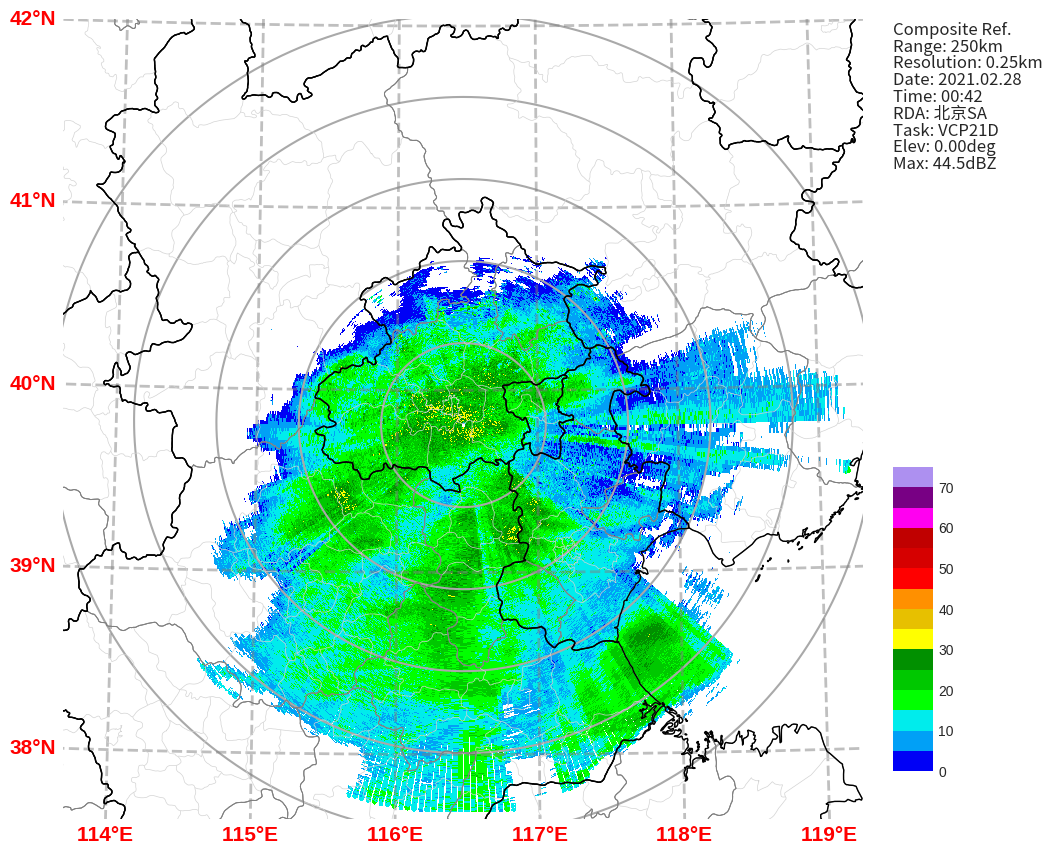 42°N
41°N
40°N
39°N
38°N
114°E
115°E
116°E
117°E
118°E
119°E
Composite Ref.
Range: 250km
Resolution: 0.25km
Date: 2021.02.28
Time: 00:42
RDA: 北京SA
Task: VCP21D
Elev: 0.00deg
Max: 44.5dBZ
70
60
50
40
30
20
10
0